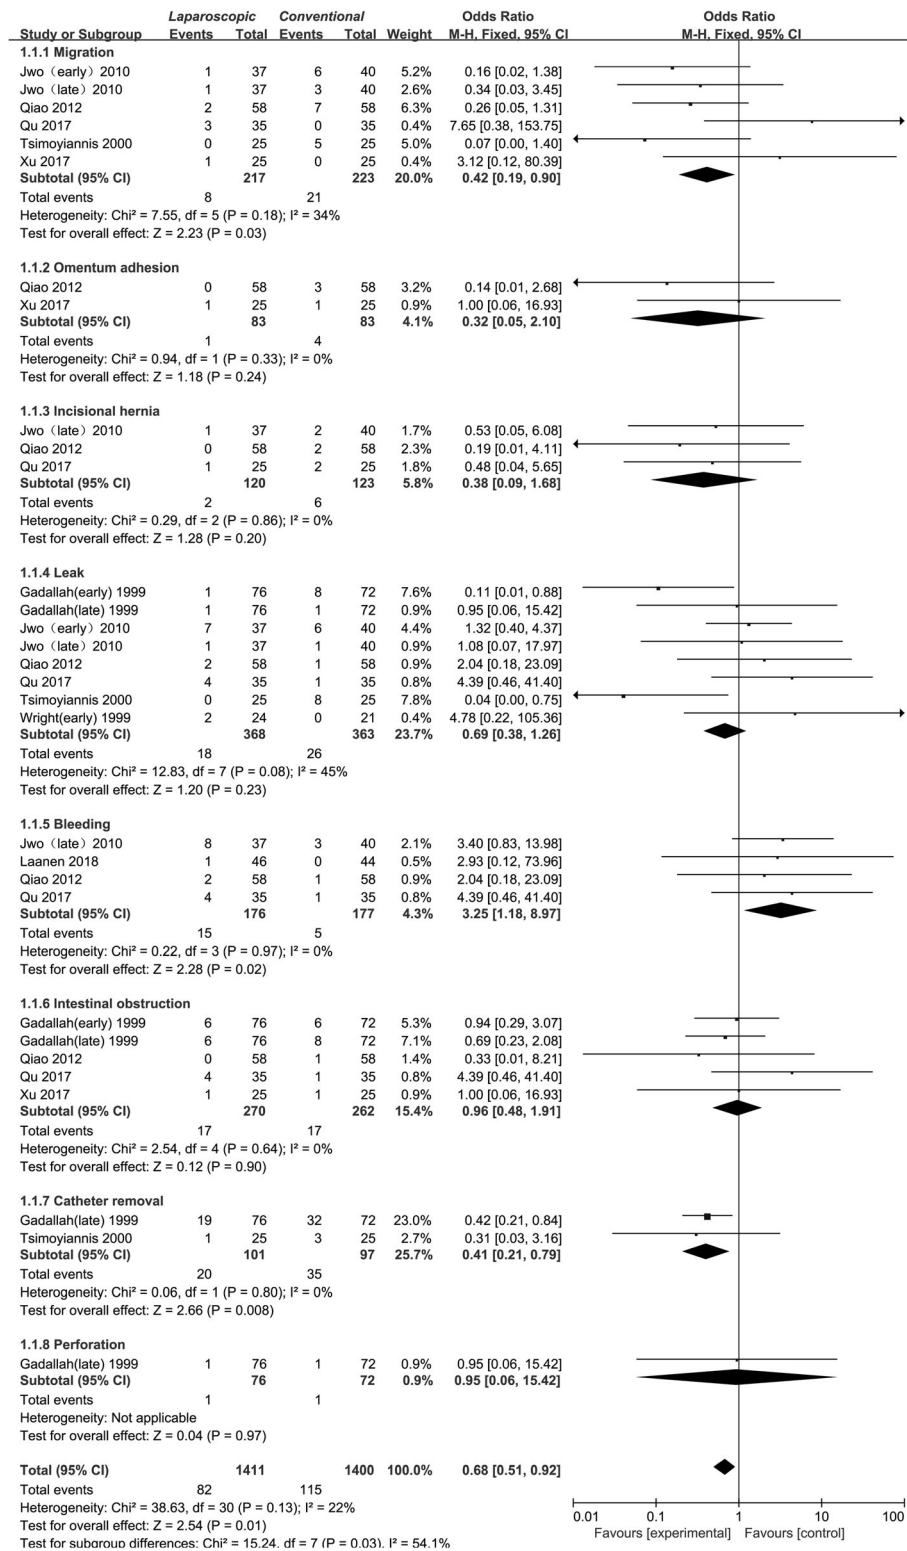 Laparoscopic Conventional Odds Ratio Odds Ratio
Study or Subgroup Events Total Events Total Weight M-H, Fixed, 95% CI M-H, Fixed, 95% CI
1.1.1 Migration
Jwo（early）2010 1 37 6 40 5.2% 0.16 [0.02, 1.38]
Jwo（late）2010 1 37 3 40 2.6% 0.34 [0.03, 3.45]
Qiao 2012 2 58 7 58 6.3% 0.26 [0.05, 1.31]
Qu 2017 3 35 0 35 0.4% 7.65 [0.38, 153.75]
Tsimoyiannis 2000 0 25 5 25 5.0% 0.07 [0.00, 1.40]
Xu 2017 1 25 0 25 0.4% 3.12 [0.12, 80.39]
Subtotal (95% CI) 217 223 20.0% 0.42 [0.19, 0.90]
Total events 8 21
Heterogeneity: Chi² = 7.55, df = 5 (P = 0.18); I² = 34%
Test for overall effect: Z = 2.23 (P = 0.03)
1.1.2 Omentum adhesion
Qiao 2012 0 58 3 58 3.2% 0.14 [0.01, 2.68]
Xu 2017 1 25 1 25 0.9% 1.00 [0.06, 16.93]
Subtotal (95% CI) 83 83 4.1% 0.32 [0.05, 2.10]
Total events 1 4
Heterogeneity: Chi² = 0.94, df = 1 (P = 0.33); I² = 0%
Test for overall effect: Z = 1.18 (P = 0.24)
1.1.3 Incisional hernia
Jwo（late）2010 1 37 2 40 1.7% 0.53 [0.05, 6.08]
Qiao 2012 0 58 2 58 2.3% 0.19 [0.01, 4.11]
Qu 2017 1 25 2 25 1.8% 0.48 [0.04, 5.65]
Subtotal (95% CI) 120 123 5.8% 0.38 [0.09, 1.68]
Total events 2 6
Heterogeneity: Chi² = 0.29, df = 2 (P = 0.86); I² = 0%
Test for overall effect: Z = 1.28 (P = 0.20)
1.1.4 Leak
Gadallah(early) 1999 1 76 8 72 7.6% 0.11 [0.01, 0.88]
Gadallah(late) 1999 1 76 1 72 0.9% 0.95 [0.06, 15.42]
Jwo（early）2010 7 37 6 40 4.4% 1.32 [0.40, 4.37]
Jwo（late）2010 1 37 1 40 0.9% 1.08 [0.07, 17.97]
Qiao 2012 2 58 1 58 0.9% 2.04 [0.18, 23.09]
Qu 2017 4 35 1 35 0.8% 4.39 [0.46, 41.40]
Tsimoyiannis 2000 0 25 8 25 7.8% 0.04 [0.00, 0.75]
Wright(early) 1999 2 24 0 21 0.4% 4.78 [0.22, 105.36]
Subtotal (95% CI) 368 363 23.7% 0.69 [0.38, 1.26]
Total events 18 26
Heterogeneity: Chi² = 12.83, df = 7 (P = 0.08); I² = 45%
Test for overall effect: Z = 1.20 (P = 0.23)
1.1.5 Bleeding
Jwo（late）2010 8 37 3 40 2.1% 3.40 [0.83, 13.98]
Laanen 2018 1 46 0 44 0.5% 2.93 [0.12, 73.96]
Qiao 2012 2 58 1 58 0.9% 2.04 [0.18, 23.09]
Qu 2017 4 35 1 35 0.8% 4.39 [0.46, 41.40]
Subtotal (95% CI) 176 177 4.3% 3.25 [1.18, 8.97]
Total events 15 5
Heterogeneity: Chi² = 0.22, df = 3 (P = 0.97); I² = 0%
Test for overall effect: Z = 2.28 (P = 0.02)
1.1.6 Intestinal obstruction
Gadallah(early) 1999 6 76 6 72 5.3% 0.94 [0.29, 3.07]
Gadallah(late) 1999 6 76 8 72 7.1% 0.69 [0.23, 2.08]
Qiao 2012 0 58 1 58 1.4% 0.33 [0.01, 8.21]
Qu 2017 4 35 1 35 0.8% 4.39 [0.46, 41.40]
Xu 2017 1 25 1 25 0.9% 1.00 [0.06, 16.93]
Subtotal (95% CI) 270 262 15.4% 0.96 [0.48, 1.91]
Total events 17 17
Heterogeneity: Chi² = 2.54, df = 4 (P = 0.64); I² = 0%
Test for overall effect: Z = 0.12 (P = 0.90)
1.1.7 Catheter removal
Gadallah(late) 1999 19 76 32 72 23.0% 0.42 [0.21, 0.84]
Tsimoyiannis 2000 1 25 3 25 2.7% 0.31 [0.03, 3.16]
Subtotal (95% CI) 101 97 25.7% 0.41 [0.21, 0.79]
Total events 20 35
Heterogeneity: Chi² = 0.06, df = 1 (P = 0.80); I² = 0%
Test for overall effect: Z = 2.66 (P = 0.008)
1.1.8 Perforation
Gadallah(late) 1999 1 76 1 72 0.9% 0.95 [0.06, 15.42]
Subtotal (95% CI) 76 72 0.9% 0.95 [0.06, 15.42]
Total events 1 1
Heterogeneity: Not applicable
Test for overall effect: Z = 0.04 (P = 0.97)
Total (95% CI) 1411 1400 100.0% 0.68 [0.51, 0.92]
Total events 82 115
Heterogeneity: Chi² = 38.63, df = 30 (P = 0.13); I² = 22%
Test for overall effect: Z = 2.54 (P = 0.01)
Test for subgroup differences: Chi² = 15.24, df = 7 (P = 0.03), I² = 54.1%
0.01 0.1 1 10 100
Favours [experimental] Favours [control]